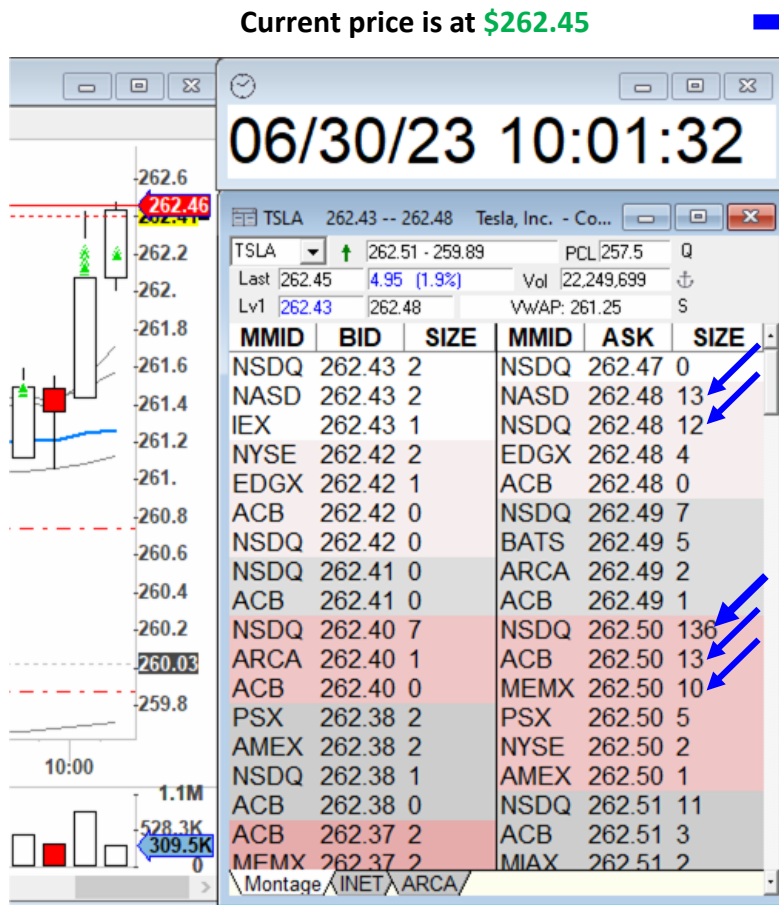 Current price is at $262.45
06/30/23 10:01:32
262.6
262.46
262.41
262.2
262.
261.8
261.6
261.4
261.2
261.
260.8
260.6
260.4
260.2
260.03
259.8
10:00
1.1M
528.3K
309.5K
0
TSLA 262.43 -- 262.48 Tesla, Inc. - Co...
TSLA 262.51 - 259.89 PCL 257.5 Q
Last 262.45 4.95 (1.9%) Vol 22,249,699
Lv1 262.43 262.48 VWAP: 261.25 S
MMID BID SIZE MMID ASK SIZE
NSDQ 262.43 2 NSDQ 262.47 0
NASD 262.43 2 NASD 262.48 13
IEX 262.43 1 NSDQ 262.48 12
NYSE 262.42 2 EDGX 262.48 4
EDGX 262.42 1 ACB 262.48 0
ACB 262.42 0 NSDQ 262.49 7
NSDQ 262.42 0 BATS 262.49 5
NSDQ 262.41 0 ARCA 262.49 2
ACB 262.41 0 ACB 262.49 1
NSDQ 262.40 7 NSDQ 262.50 136
ARCA 262.40 1 ACB 262.50 13
ACB 262.40 0 MEMX 262.50 10
PSX 262.38 2 PSX 262.50 5
AMEX 262.38 2 NYSE 262.50 2
NSDQ 262.38 1 AMEX 262.50 1
ACB 262.38 0 NSDQ 262.51 11
ACB 262.37 2 ACB 262.51 3
MEMX 262.37 2 MIAX 262.51 2
Montage INET ARCA